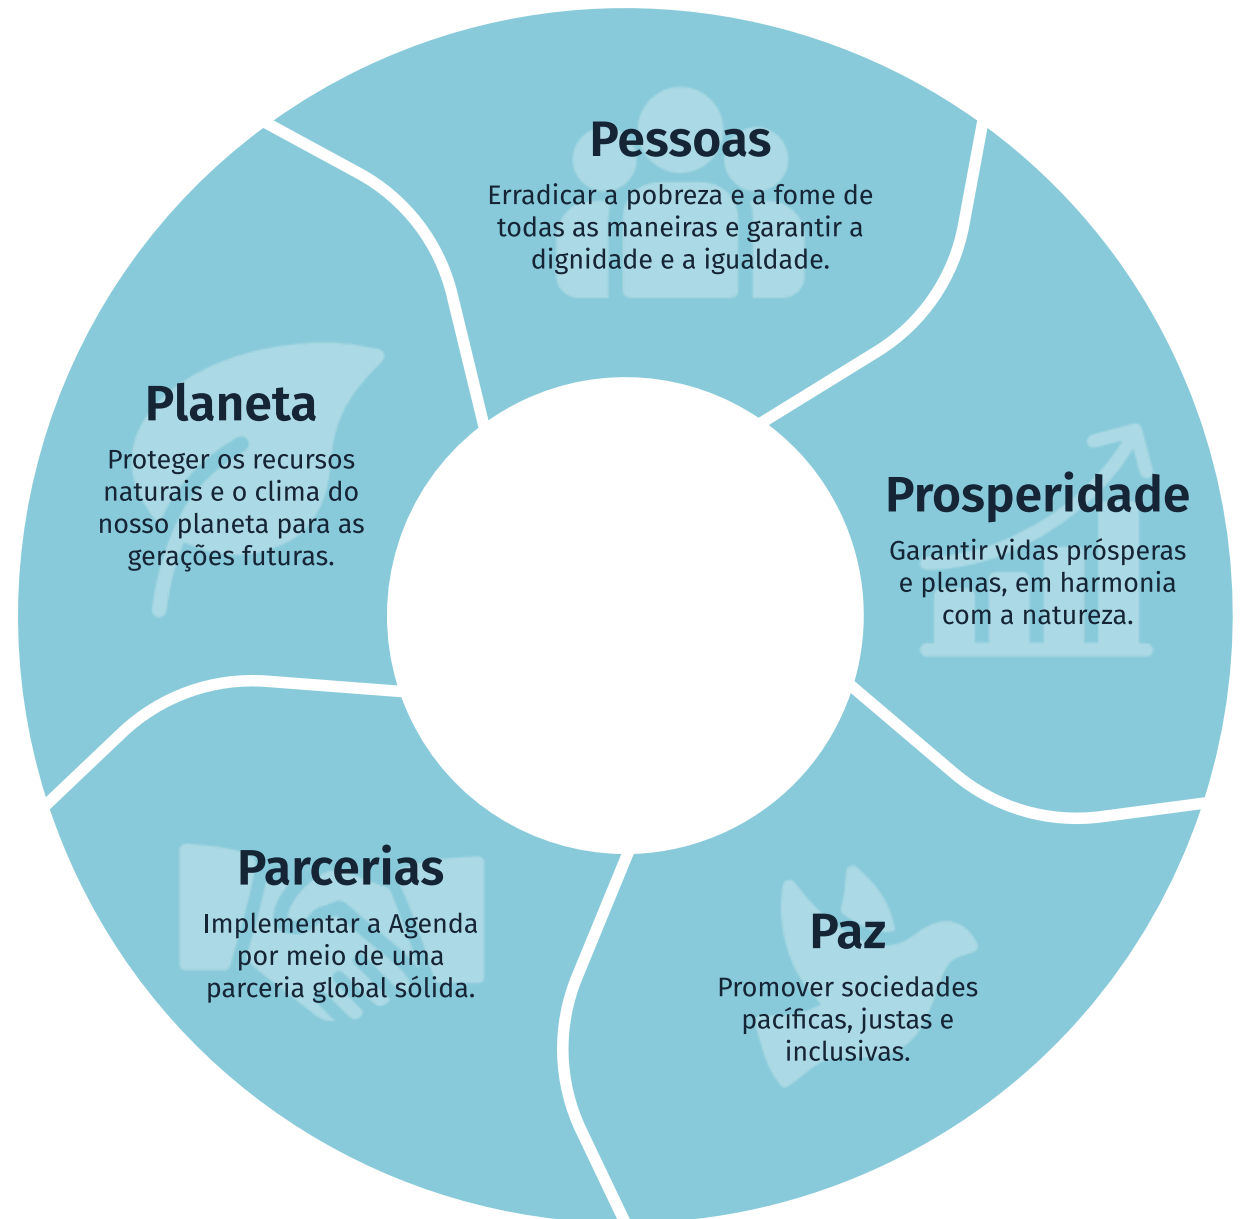 Pessoas
Erradicar a pobreza e a fome de
todas as maneiras e garantir a
dignidade e a igualdade.
Prosperidade
Garantir vidas prósperas
e plenas, em harmonia
com a natureza.
Paz
Promover sociedades
pacíficas, justas e
inclusivas.
Parcerias
Implementar a Agenda
por meio de uma
parceria global sólida.
Planeta
Proteger os recursos
naturais e o clima do
nosso planeta para as
gerações futuras.